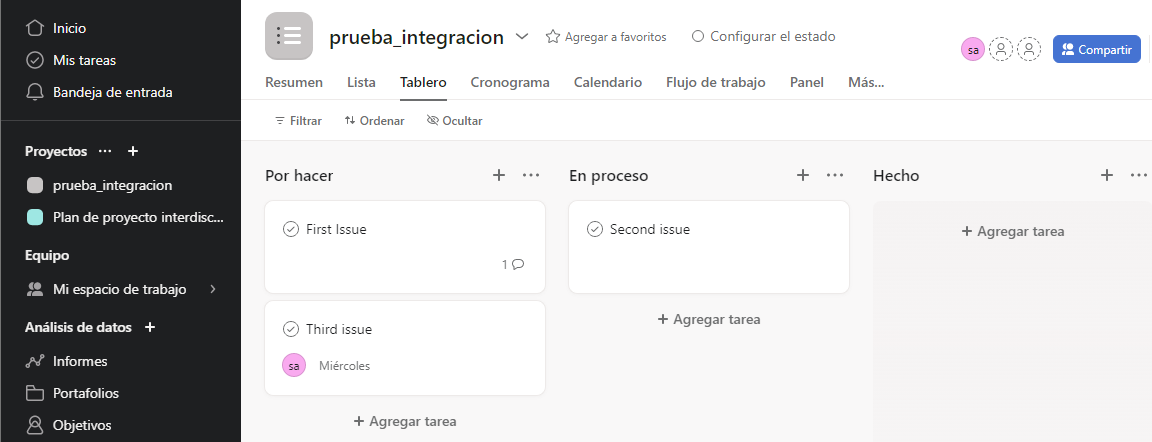 Inicio
Mis tareas
Bandeja de entrada
Proyectos
prueba_integracion
Plan de proyecto interdisc...
Equipo
Mi espacio de trabajo
Análisis de datos
Informes
Portafolios
Objetivos
prueba_integracion
Agregar a favoritos
Configurar el estado
sa
Compartir
Resumen Lista Tablero Cronograma Calendario Flujo de trabajo Panel Más...
Filtrar Ordenar Ocultar
Por hacer
First Issue
1
Third issue
sa Miércoles
+ Agregar tarea
En proceso
Second issue
+ Agregar tarea
Hecho
+ Agregar tarea